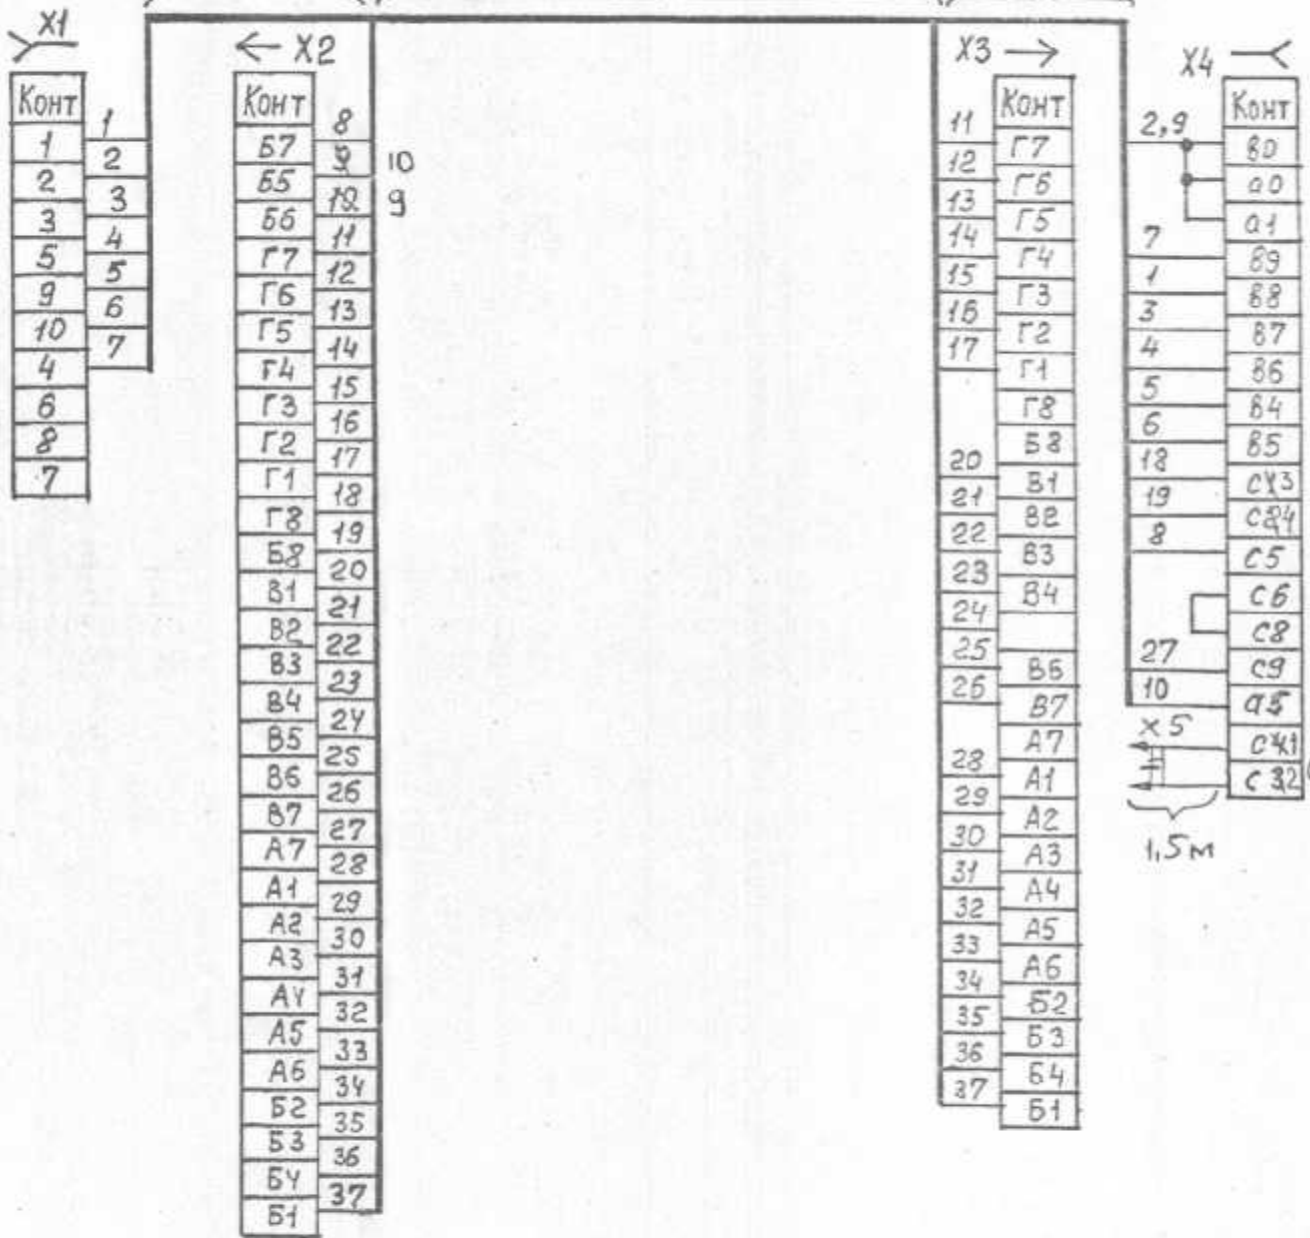 X1
Конт
1 1
2 2
3 3
5 4
9 5
10 6
4 7
6
8
7
X2
Конт
Б7 8
Б5 9 10
Б6 9
Г7 11
Г6 12
Г5 13
Г4 14
Г3 15
Г2 16
Г1 17
Г8 18
Б8 19
В1 20
В2 21
В3 22
В4 23
В5 24
В6 25
В7 26
А7 27
А1 28
А2 29
А3 30
А4 31
А5 32
А6 33
Б2 34
Б3 35
Б4 36
Б1 37
X3
Конт
11 Г7
12 Г6
13 Г5
14 Г4
15 Г3
16 Г2
17 Г1
Г8
Б8
20 В1
21 В2
22 В3
23 В4
24
25 В6
26 В7
А7
28 А1
29 А2
30 А3
31 А4
32 А5
33 А6
34 Б2
35 Б3
36 Б4
37 Б1
X4
Конт
2,9 В0
а0
а1
7 В9
1 В8
3 В7
4 В6
5 В4
6 В5
18
19
8 С5
С6
С8
27 С9
10 а5
X5
1,5м